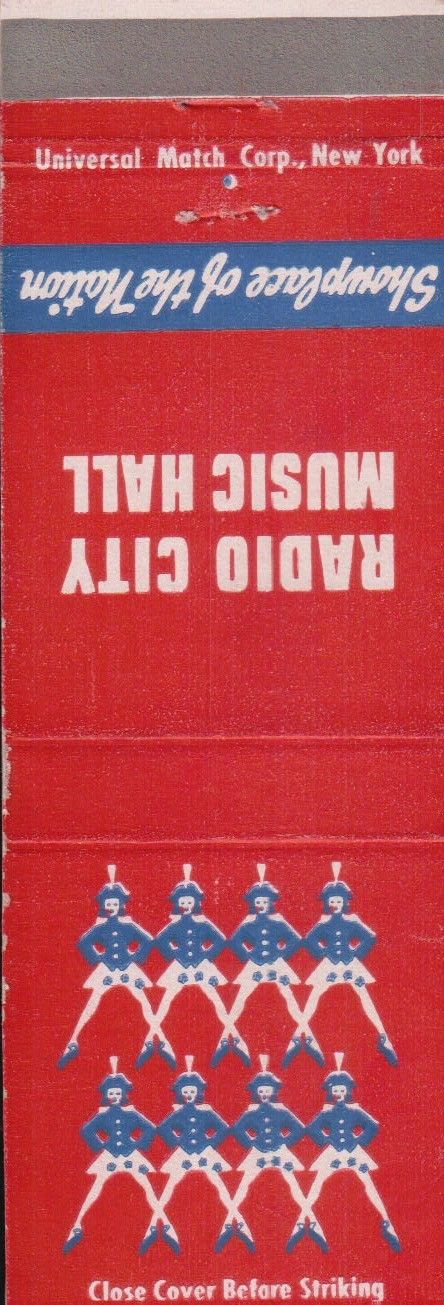 Universal Match Corp., New York
Showplace of the Nation
RADIO CITY
MUSIC HALL
Close Cover Before Striking